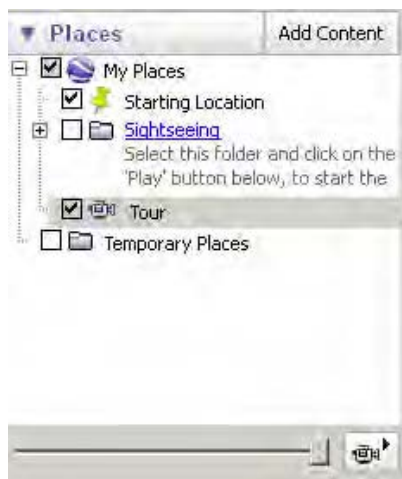 Places Add Content
My Places
Starting Location
Sightseeing
Select this folder and click on the
'Play' button below, to start the
Tour
Temporary Places